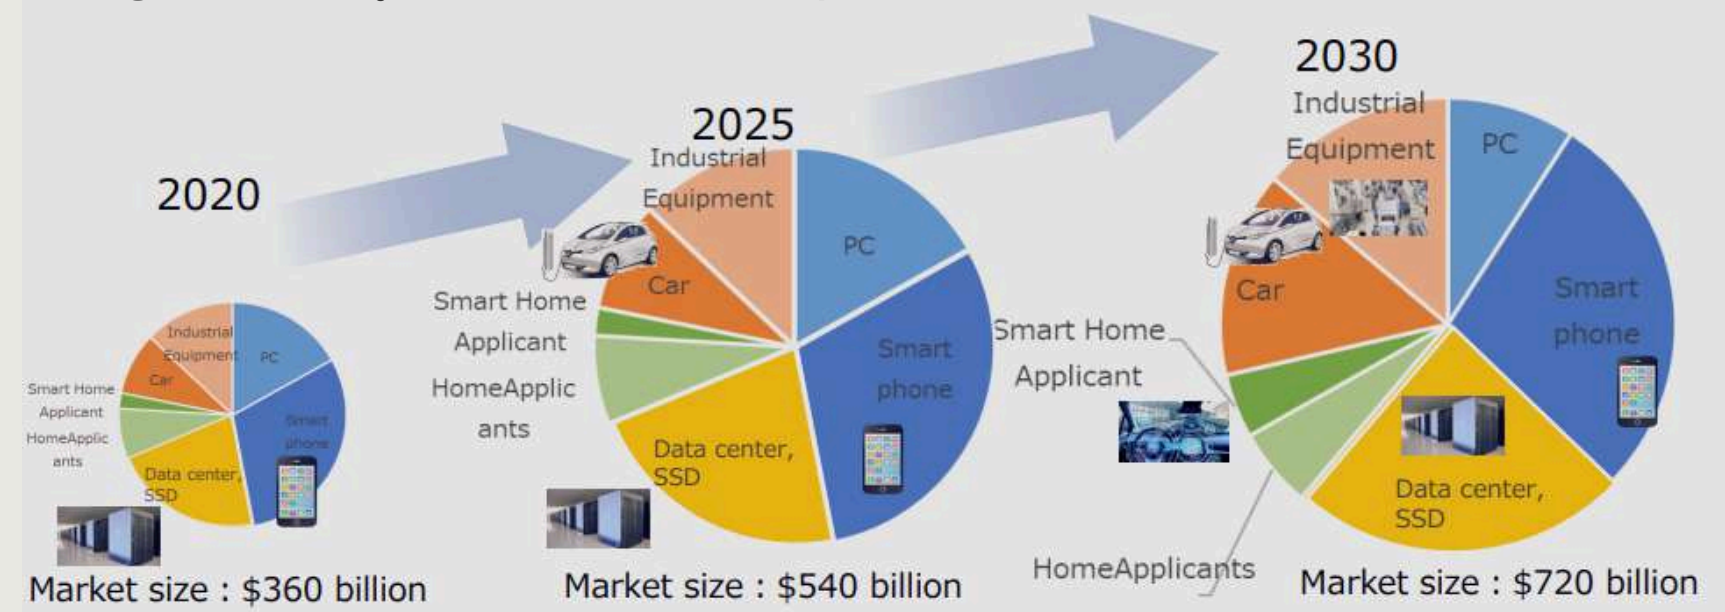 2020
Industrial
Equipment
PC
Car
Smart Home
Applicant
HomeApplic
ants
Smart
phone
Data center,
SSD
Market size : $360 billion
2025
Industrial
Equipment
PC
Car
Smart Home
Applicant
HomeApplic
ants
Smart
phone
Data center,
SSD
Market size : $540 billion
2030
Industrial
Equipment
PC
Car
Smart Home
Applicant
Smart
phone
Data center,
SSD
HomeApplicants
Market size : $720 billion